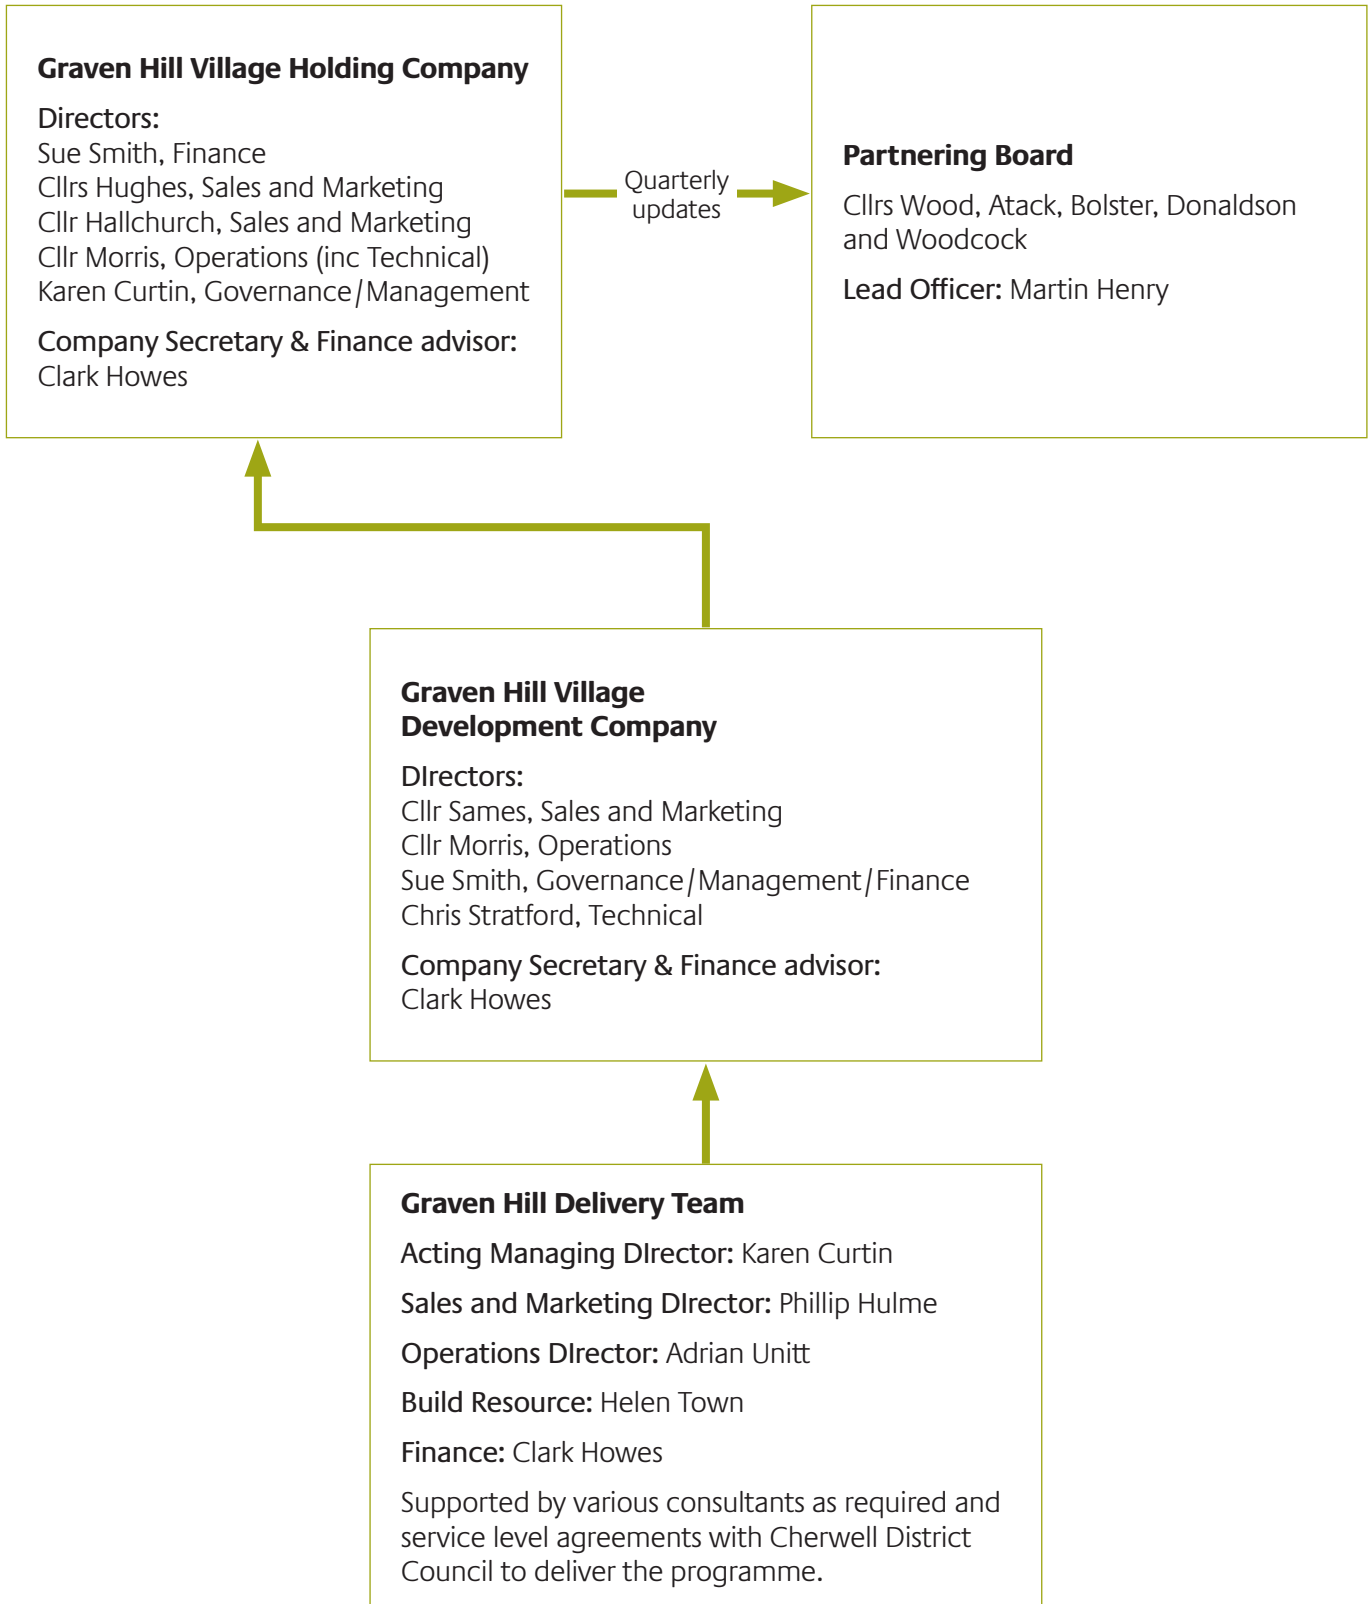 Graven Hill Village Holding Company
Directors:
Sue Smith, Finance
Cllrs Hughes, Sales and Marketing
Cllr Hallchurch, Sales and Marketing
Cllr Morris, Operations (inc Technical)
Karen Curtin, Governance/Management
Company Secretary & Finance advisor:
Clark Howes
Quarterly
updates
Partnering Board
Cllrs Wood, Atack, Bolster, Donaldson
and Woodcock
Lead Officer: Martin Henry
Graven Hill Village
Development Company
DIrectors:
Cllr Sames, Sales and Marketing
Cllr Morris, Operations
Sue Smith, Governance/Management/Finance
Chris Stratford, Technical
Company Secretary & Finance advisor:
Clark Howes
Graven Hill Delivery Team
Acting Managing DIrector: Karen Curtin
Sales and Marketing DIrector: Phillip Hulme
Operations DIrector: Adrian Unitt
Build Resource: Helen Town
Finance: Clark Howes
Supported by various consultants as required and
service level agreements with Cherwell District
Council to deliver the programme.